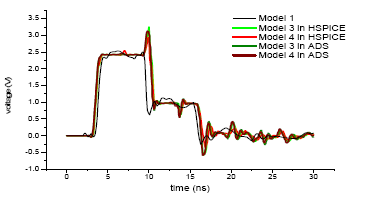 3.5
3.0
2.5
2.0
1.5
1.0
0.5
0.0
-0.5
-1.0
voltage(V)
Model 1
Model 3 in HSPICE
Model 4 in HSPICE
Model 3 in ADS
Model 4 in ADS
0 5 10 15 20 25 30
time (ns)